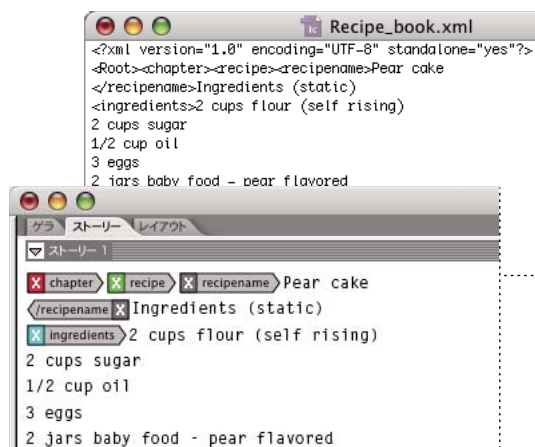 Recipe_book.xml
<?xml version="1.0" encoding="UTF-8" standalone="yes"?>
<Root><chapter><recipe><recipename>Pear cake
</recipename>Ingredients (static)
<ingredients>2 cups flour (self rising)
2 cups sugar
1/2 cup oil
3 eggs
2 jars baby food - pear flavored
ゲラ ストーリー レイアウト
ストーリー 1
chapter recipe recipename Pear cake
/recipename Ingredients (static)
ingredients 2 cups flour (self rising)
2 cups sugar
1/2 cup oil
3 eggs
2 jars baby food - pear flavored